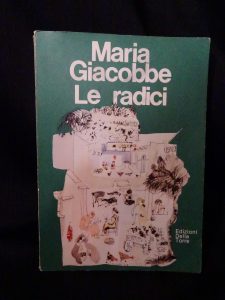 Maria
Giacobbe
Le radici
Edizioni
Della
Torre